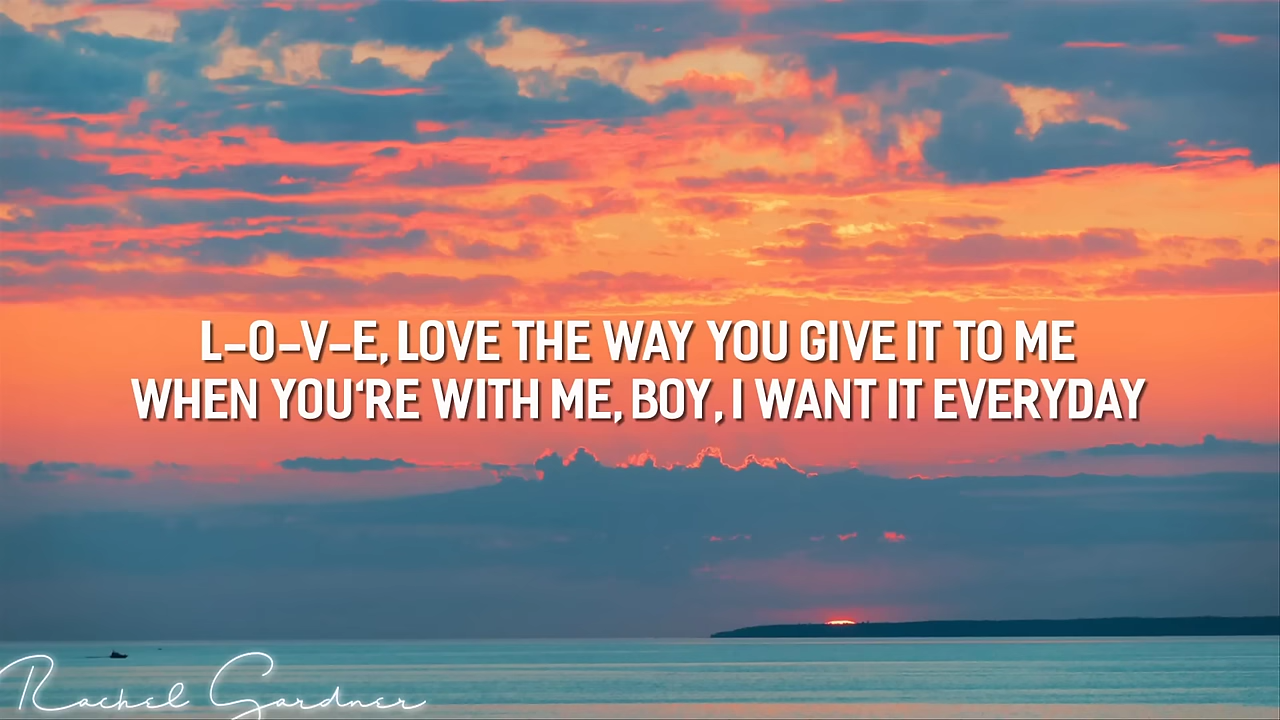 L-O-V-E, LOVE THE WAY YOU GIVE IT TO ME
WHEN YOU'RE WITH ME, BOY, I WANT IT EVERYDAY
Rachel Gardner